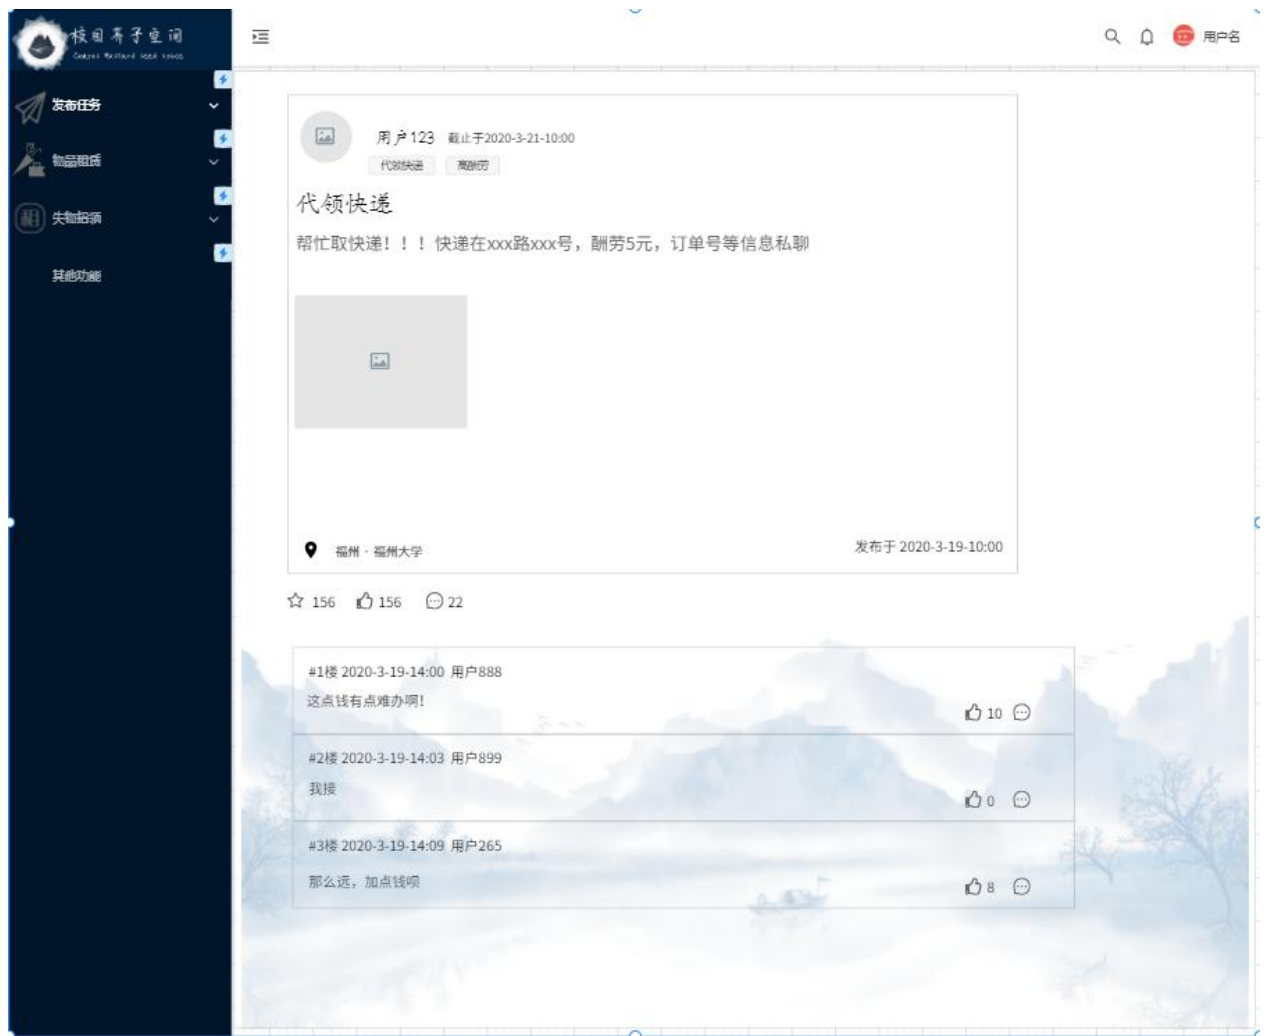 校园芥子空间
Campus Mustard seed space
用户名
发布任务
物品租赁
失物招领
其他功能
用户123 截止于2020-3-21-10:00
代领快递 高酬劳
代领快递
帮忙取快递！！！快递在xxx路xxx号，酬劳5元，订单号等信息私聊
福州 · 福州大学 发布于 2020-3-19-10:00
156 156 22
#1楼 2020-3-19-14:00 用户888
这点钱有点难办啊！
10
#2楼 2020-3-19-14:03 用户899
我接
0
#3楼 2020-3-19-14:09 用户265
那么远，加点钱呗
8